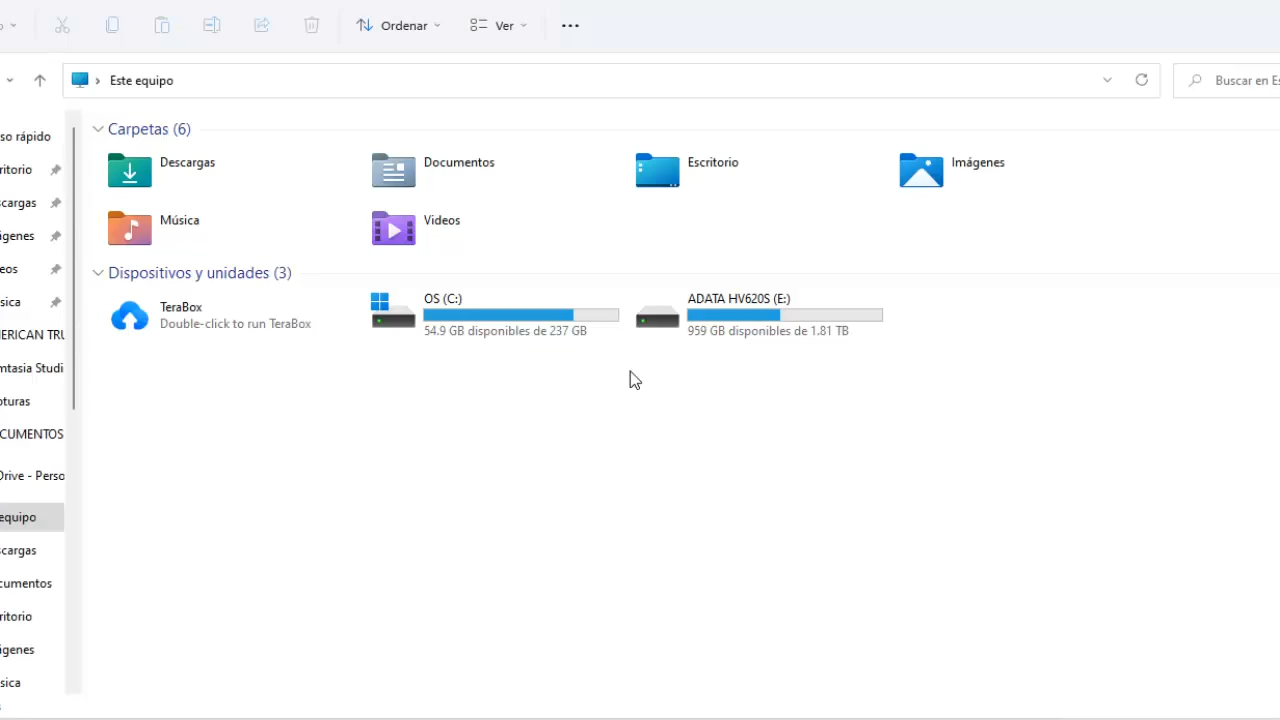 Ordenar
Ver
Este equipo
Buscar en Es
so rápido
ritorio
cargas
ágenes
eos
sica
ERICAN TRU
mtasia Studi
pturas
CUMENTOS
Drive - Perso
equipo
scargas
cumentos
ritorio
ágenes
sica
Carpetas (6)
Descargas
Documentos
Escritorio
Imágenes
Música
Videos
Dispositivos y unidades (3)
TeraBox
Double-click to run TeraBox
OS (C:)
54.9 GB disponibles de 237 GB
ADATA HV620S (E:)
959 GB disponibles de 1.81 TB